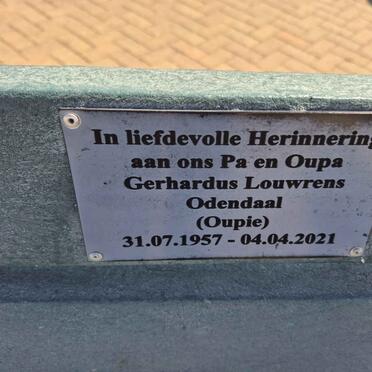 In liefdevolle Herinnering
aan ons Pa en Oupa
Gerhardus Louwrens
Odendaal
(Oupie)
31.07.1957 - 04.04.2021